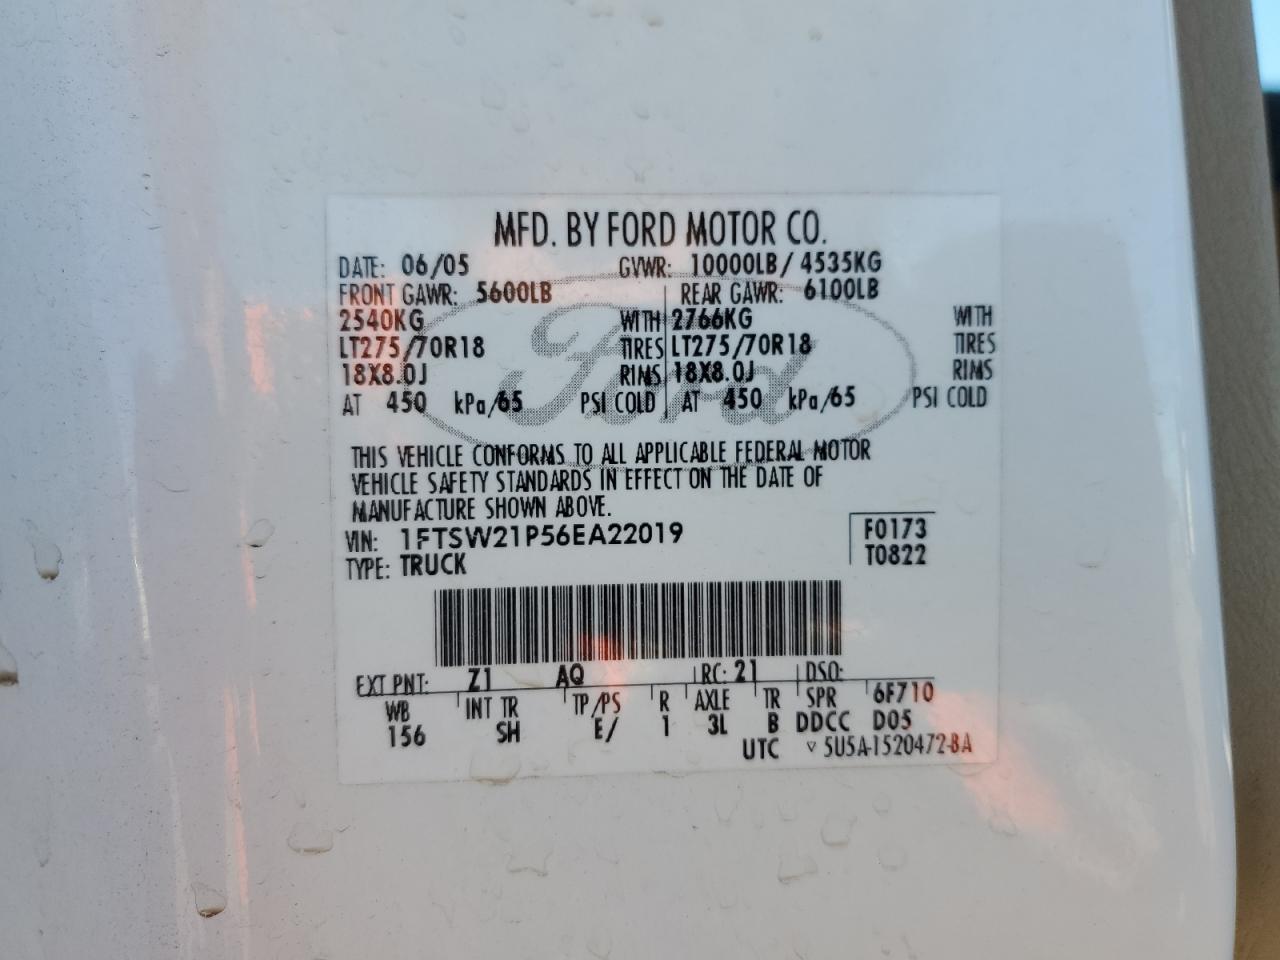 MFD. BY FORD MOTOR CO.
DATE: 06/05 GVWR: 10000LB/ 4535KG
FRONT GAWR: 5600LB REAR GAWR: 6100LB
2540KG WITH 2766KG WITH
LT275/70R18 TIRES LT275/70R18 TIRES
18X8.0J RIMS 18X8.0J RIMS
AT 450 kPa/65 PSI COLD AT 450 kPa/65 PSI COLD
Ford
THIS VEHICLE CONFORMS TO ALL APPLICABLE FEDERAL MOTOR
VEHICLE SAFETY STANDARDS IN EFFECT ON THE DATE OF
MANUFACTURE SHOWN ABOVE.
VIN: 1FTSW21P56EA22019 F0173
TYPE: TRUCK T0822
EXT PNT: Z1 AQ RC: 21 DSO:
WB INT TR TP/PS R AXLE TR SPR 6F710
156 SH E/ 1 3L B DDCC D05
UTC ▽ 5U5A-1520472-BA